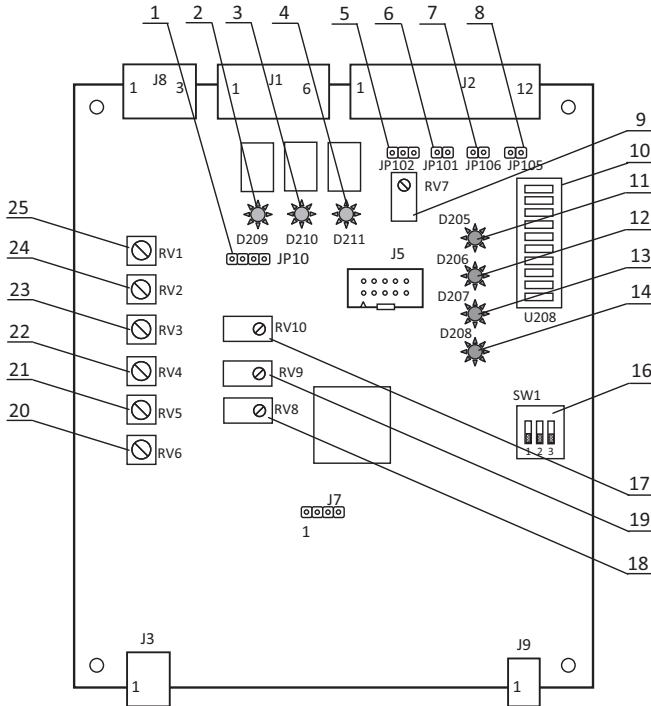 1 2 3 4 5 6 7 8
J8 J1 J2
1 3 1 6 1 12
9
JP102 JP101 JP106 JP105
10
RV7
11
D205
D209 D210 D211
25
RV1
JP10
J5
D206
12
24
RV2
D207
13
23
RV3
RV10
D208
U208
14
22
RV4
RV9
16
21
RV5
RV8
SW1
20
RV6
1 2 3
17
J7
19
1
18
J3
J9
1
1